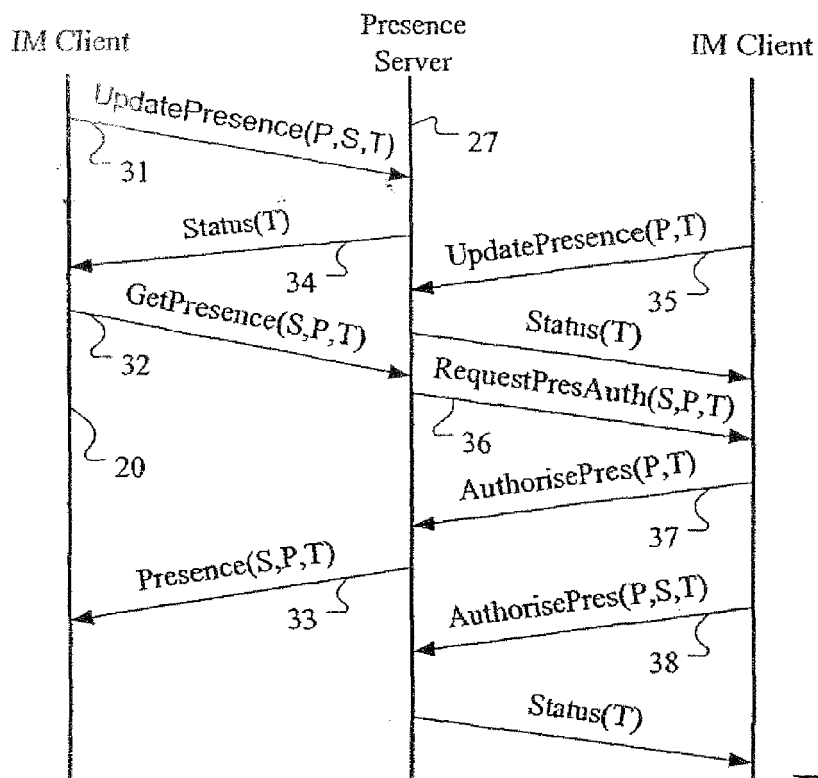 IM Client
Presence
Server
IM Client
UpdatePresence(P,S,T)
31
27
Status(T)
34
UpdatePresence(P,T)
35
GetPresence(S,P,T)
32
Status(T)
RequestPresAuth(S,P,T)
36
20
AuthorisePres(P,T)
37
Presence(S,P,T)
33
AuthorisePres(P,S,T)
38
Status(T)